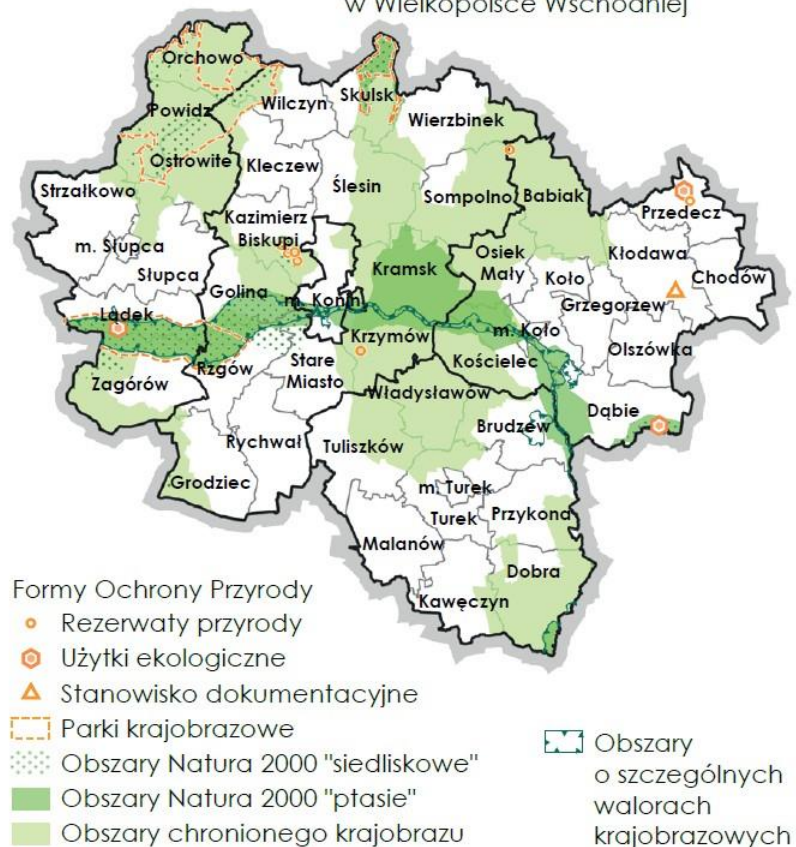 w Wielkopolsce Wschodniej
Orchowo
Powidz
Ostrowite
Wilczyn
Skulsk
Wierzbinek
Kleczew
Ślesin
Sompolno
Babiak
Strzałkowo
m. Słupca
Słupca
Kazimierz
Biskupi
Przedecz
Kłodawa
Chodów
Osiek
Mały
Koło
Kramsk
Golina
m. Konin
Grzegorzew
Lądek
Krzymów
m. Koło
Olszówka
Zagórów
Rzgów
Stare
Miasto
Kościelec
Władysławów
Dąbie
Brudzew
Rychwał
Tuliszków
Grodziec
m. Turek
Turek
Przykona
Malanów
Dobra
Kawęczyn
Formy Ochrony Przyrody
Rezerwaty przyrody
Użytki ekologiczne
Stanowisko dokumentacyjne
Parki krajobrazowe
Obszary Natura 2000 "siedliskowe"
Obszary Natura 2000 "ptasie"
Obszary chronionego krajobrazu
Obszary
o szczególnych
walorach
krajobrazowych